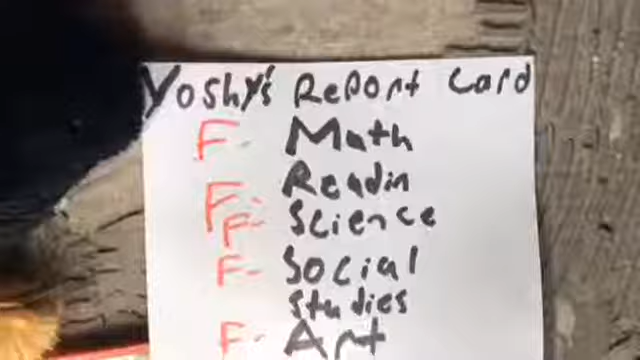 Yoshy's Report Card
F- Math
F- Readin
F- Science
F- Social
Studies
F- Art